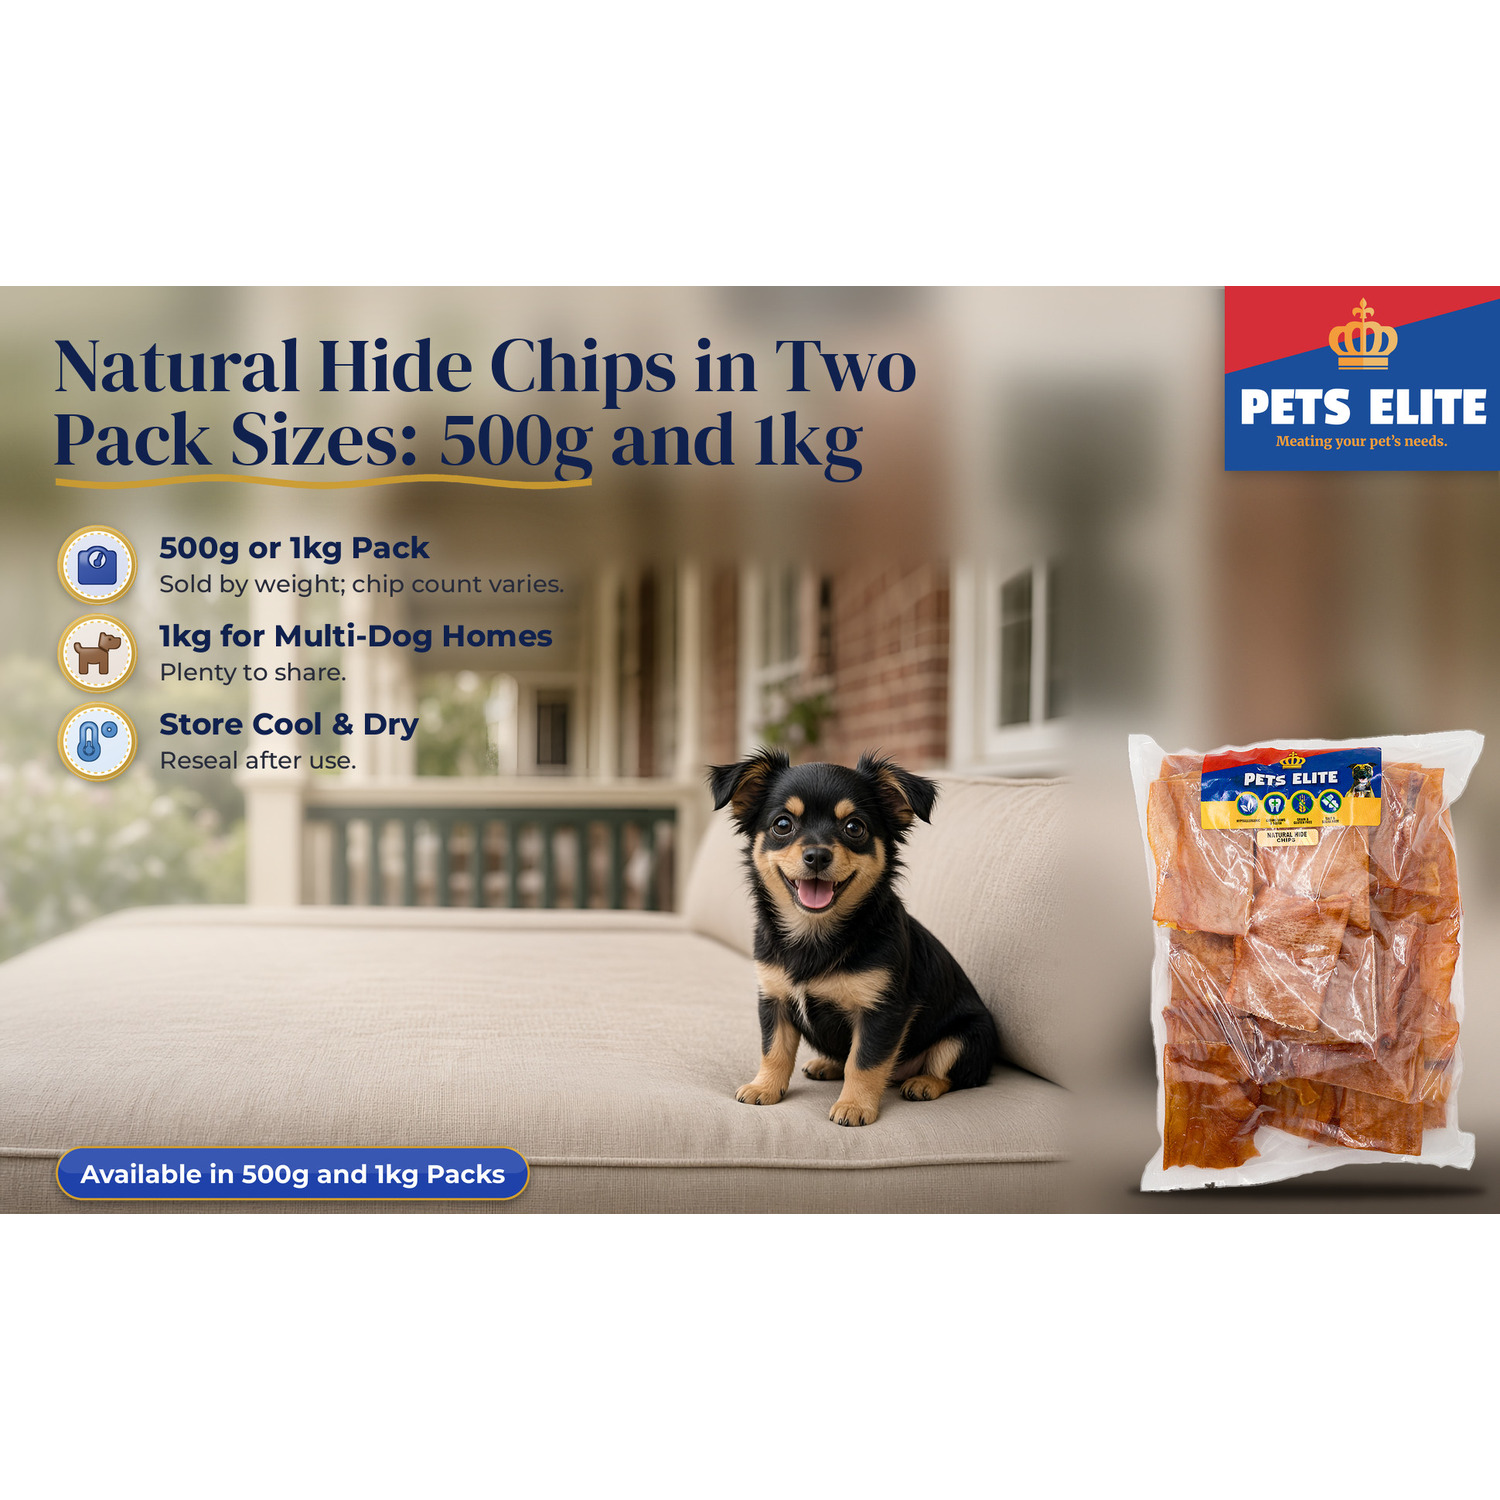 Natural Hide Chips in Two
Pack Sizes: 500g and 1kg
PETS ELITE
Meating your pet's needs.
500g or 1kg Pack
Sold by weight; chip count varies.
1kg for Multi-Dog Homes
Plenty to share.
Store Cool & Dry
Reseal after use.
PETS ELITE
NATURAL HIDE
CHIPS
Available in 500g and 1kg Packs